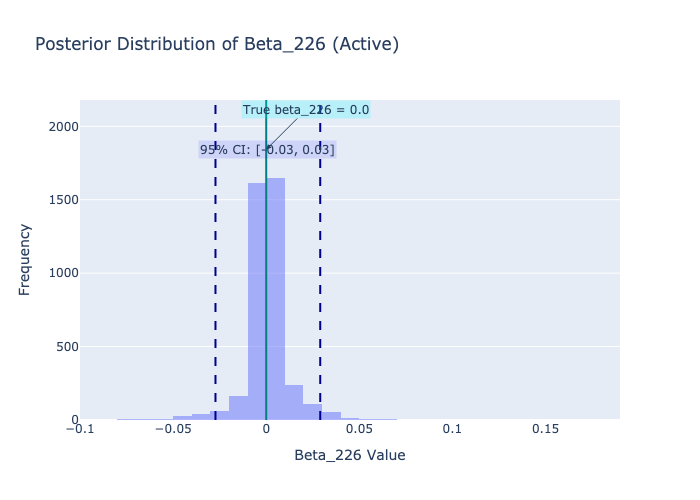 Posterior Distribution of Beta_226 (Active)
True beta_226 = 0.0
95% CI: [-0.03, 0.03]
2000
1500
1000
500
0
Frequency
−0.1
−0.05
0
0.05
0.1
0.15
Beta_226 Value